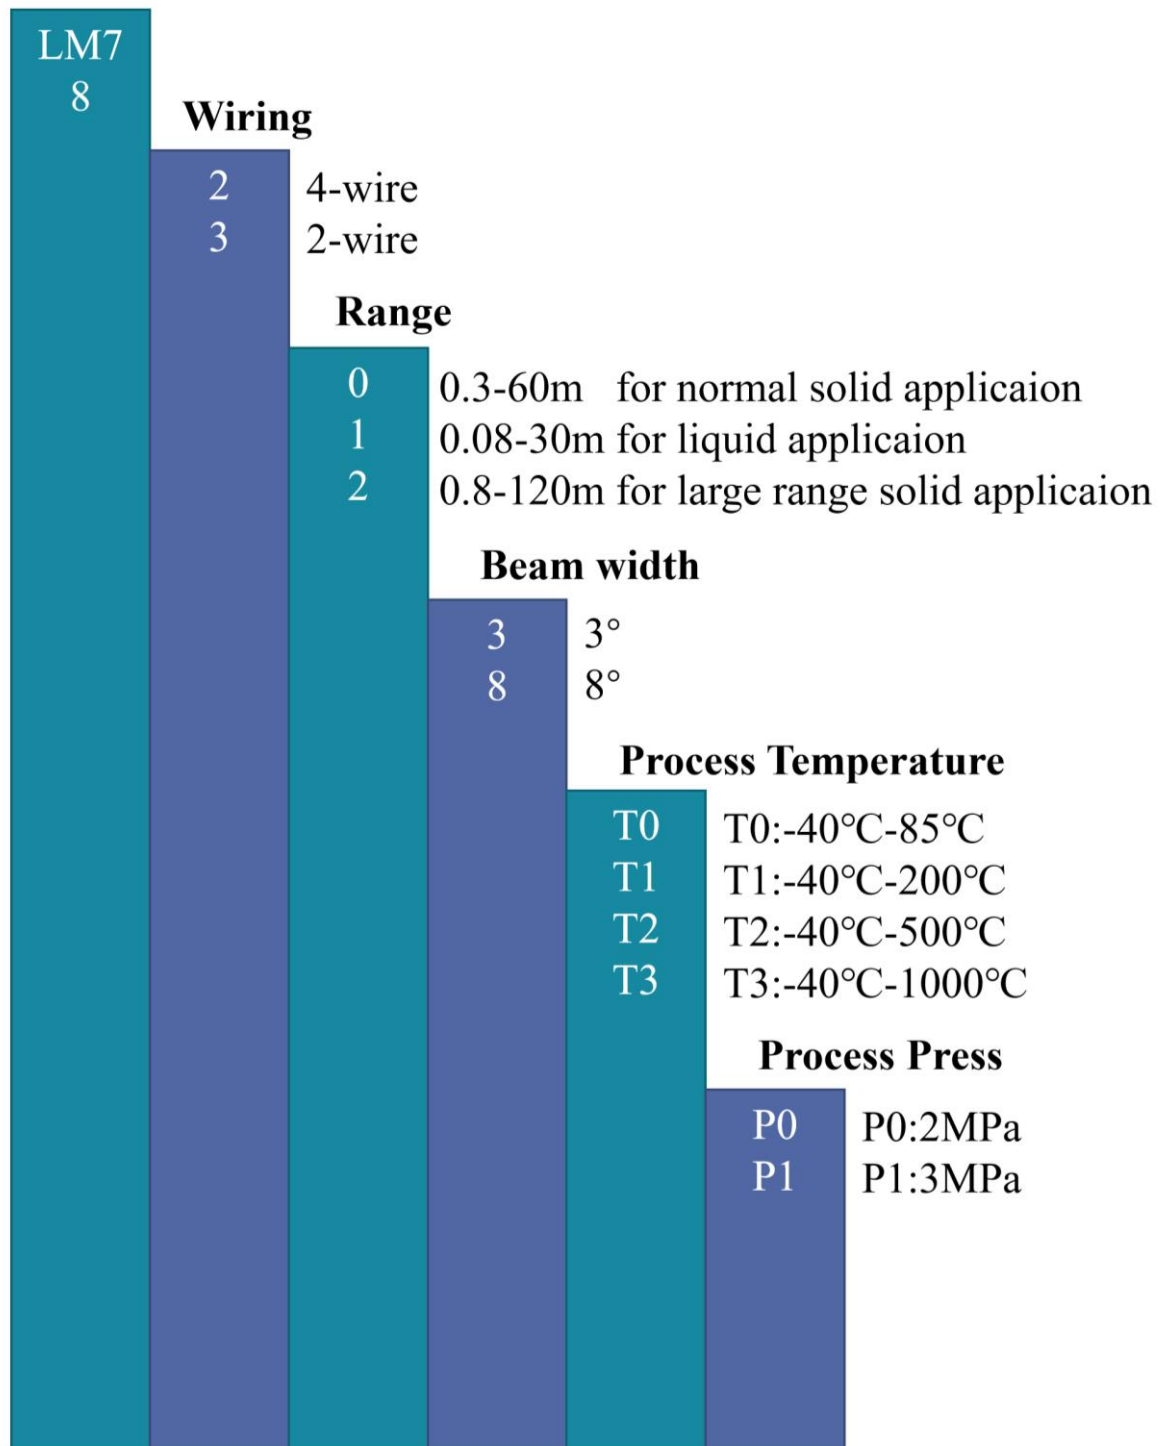 LM7
8
Wiring
2 4-wire
3 2-wire
Range
0 0.3-60m for normal solid applicaion
1 0.08-30m for liquid applicaion
2 0.8-120m for large range solid applicaion
Beam width
3 3°
8 8°
Process Temperature
T0 T0:-40℃-85℃
T1 T1:-40℃-200℃
T2 T2:-40℃-500℃
T3 T3:-40℃-1000℃
Process Press
P0 P0:2MPa
P1 P1:3MPa